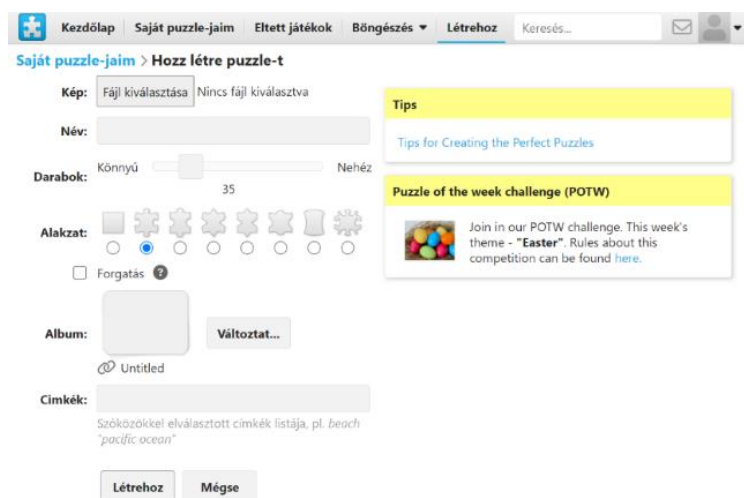 Kezdőlap Saját puzzle-jaim Eltett játékok Böngészés Létrehoz Keresés...
Saját puzzle-jaim > Hozz létre puzzle-t
Kép: Fájl kiválasztása Nincs fájl kiválasztva
Név:
Darabok: Könnyű Nehéz
35
Alakzat:
Forgatás ?
Album: Változtat...
Untitled
Cimkék:
Szóközökkel elválasztott címkék listája, pl. beach
"pacific ocean"
Létrehoz Mégse
Tips
Tips for Creating the Perfect Puzzles
Puzzle of the week challenge (POTW)
Join in our POTW challenge. This week's
theme - "Easter". Rules about this
competition can be found here.